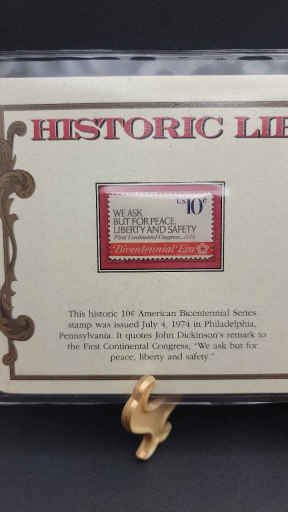 HISTORIC LIB
US 10c
WE ASK
BUT FOR PEACE,
LIBERTY AND SAFETY
First Continental Congress, 1774
Bicentennial Era
This historic 10¢ American Bicentennial Series
stamp was issued July 4, 1974 in Philadelphia,
Pennsylvania. It quotes John Dickinson's remark to
the First Continental Congress, "We ask but for
peace, liberty and safety."